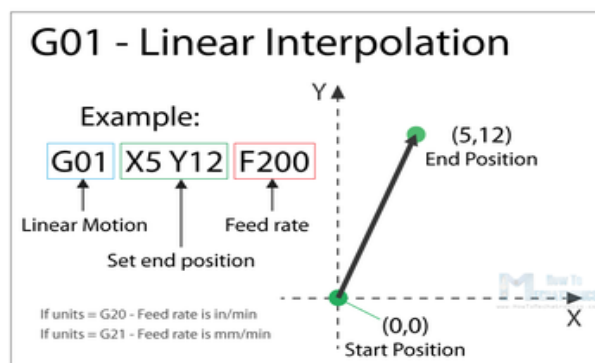 G01 - Linear Interpolation
Example:
G01 X5 Y12 F200
Linear Motion
Feed rate
Set end position
If units = G20 - Feed rate is in/min
If units = G21 - Feed rate is mm/min
Y
(5,12)
End Position
How To
X
(0,0)
Start Position